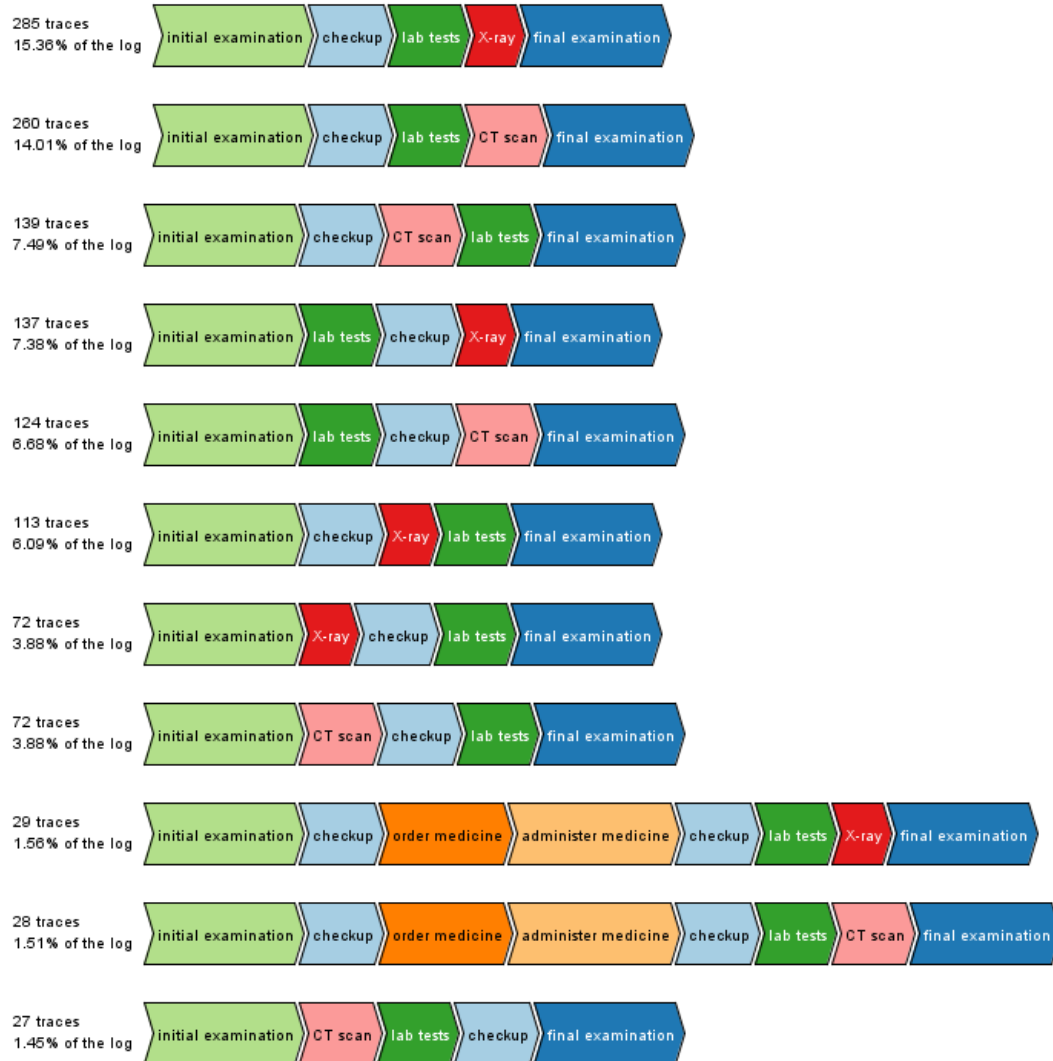 285 traces
15.36% of the log
initial examination checkup lab tests X-ray final examination
260 traces
14.01% of the log
initial examination checkup lab tests CT scan final examination
139 traces
7.49% of the log
initial examination checkup CT scan lab tests final examination
137 traces
7.38% of the log
initial examination lab tests checkup X-ray final examination
124 traces
6.68% of the log
initial examination lab tests checkup CT scan final examination
113 traces
6.09% of the log
initial examination checkup X-ray lab tests final examination
72 traces
3.88% of the log
initial examination X-ray checkup lab tests final examination
72 traces
3.88% of the log
initial examination CT scan checkup lab tests final examination
29 traces
1.56% of the log
initial examination checkup order medicine administer medicine checkup lab tests X-ray final examination
28 traces
1.51% of the log
initial examination checkup order medicine administer medicine checkup lab tests CT scan final examination
27 traces
1.45% of the log
initial examination CT scan lab tests checkup final examination